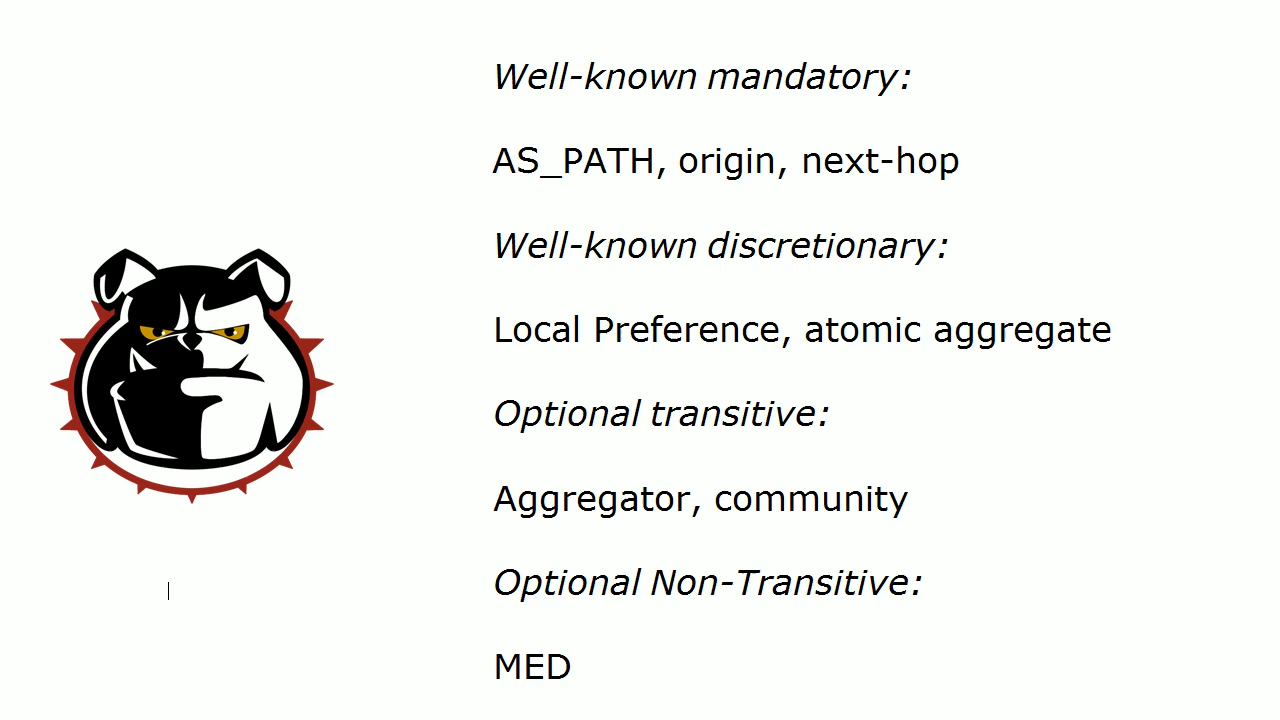 Well-known mandatory:
AS_PATH, origin, next-hop
Well-known discretionary:
Local Preference, atomic aggregate
Optional transitive:
Aggregator, community
Optional Non-Transitive:
MED